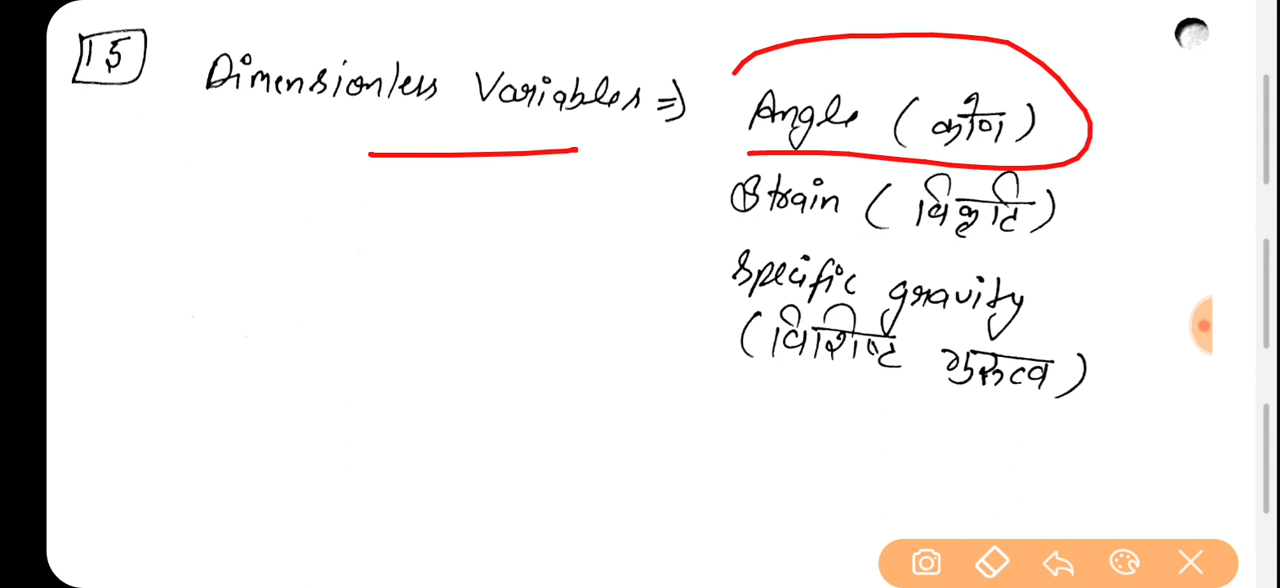 15
Dimensionless Variables ⇒ Angle (कोण)
Strain (विकृति)
Specific gravity
(विशिष्ट गुरुत्व)